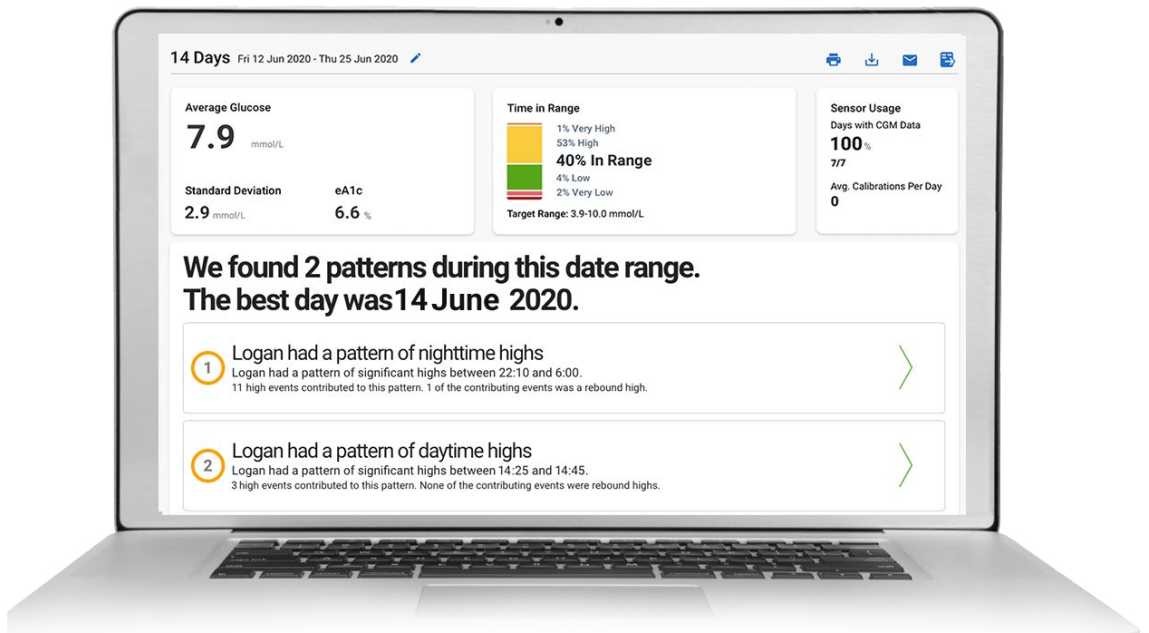 14 Days Fri 12 Jun 2020 - Thu 25 Jun 2020
Average Glucose
7.9 mmol/L
Standard Deviation
2.9 mmol/L
eA1c
6.6 %
Time in Range
1% Very High
53% High
40% In Range
4% Low
2% Very Low
Target Range: 3.9-10.0 mmol/L
Sensor Usage
Days with CGM Data
100 %
7/7
Avg. Calibrations Per Day
0
We found 2 patterns during this date range.
The best day was 14 June 2020.
1
Logan had a pattern of nighttime highs
Logan had a pattern of significant highs between 22:10 and 6:00.
11 high events contributed to this pattern. 1 of the contributing events was a rebound high.
2
Logan had a pattern of daytime highs
Logan had a pattern of significant highs between 14:25 and 14:45.
3 high events contributed to this pattern. None of the contributing events were rebound highs.